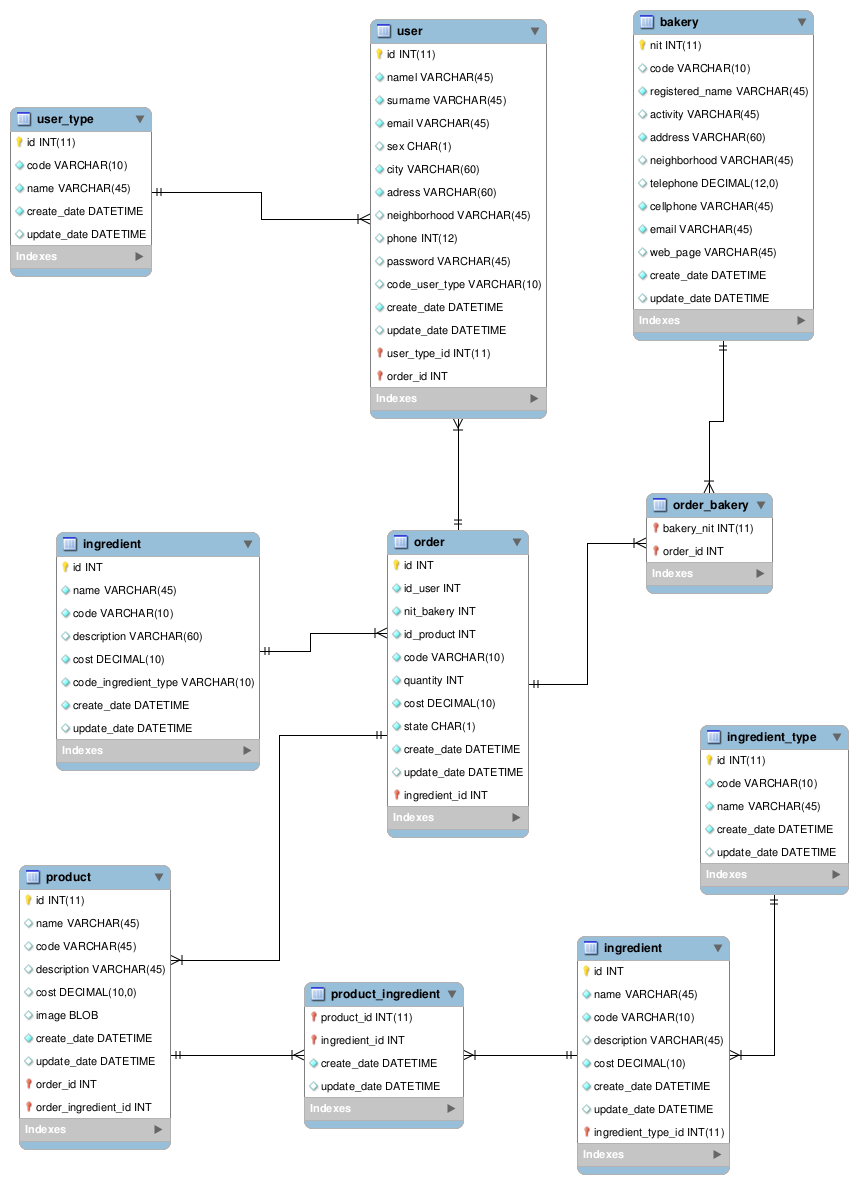 user_type
id INT(11)
code VARCHAR(10)
name VARCHAR(45)
create_date DATETIME
update_date DATETIME
Indexes
user
id INT(11)
namel VARCHAR(45)
surname VARCHAR(45)
email VARCHAR(45)
sex CHAR(1)
city VARCHAR(60)
adress VARCHAR(60)
neighborhood VARCHAR(45)
phone INT(12)
password VARCHAR(45)
code_user_type VARCHAR(10)
create_date DATETIME
update_date DATETIME
user_type_id INT(11)
order_id INT
Indexes
bakery
nit INT(11)
code VARCHAR(10)
registered_name VARCHAR(45)
activity VARCHAR(45)
address VARCHAR(60)
neighborhood VARCHAR(45)
telephone DECIMAL(12,0)
cellphone VARCHAR(45)
email VARCHAR(45)
web_page VARCHAR(45)
create_date DATETIME
update_date DATETIME
Indexes
ingredient
id INT
name VARCHAR(45)
code VARCHAR(10)
description VARCHAR(60)
cost DECIMAL(10)
code_ingredient_type VARCHAR(10)
create_date DATETIME
update_date DATETIME
Indexes
order
id INT
id_user INT
nit_bakery INT
id_product INT
code VARCHAR(10)
quantity INT
cost DECIMAL(10)
state CHAR(1)
create_date DATETIME
update_date DATETIME
ingredient_id INT
Indexes
order_bakery
bakery_nit INT(11)
order_id INT
Indexes
ingredient_type
id INT(11)
code VARCHAR(10)
name VARCHAR(45)
create_date DATETIME
update_date DATETIME
Indexes
product
id INT(11)
name VARCHAR(45)
code VARCHAR(45)
description VARCHAR(45)
cost DECIMAL(10,0)
image BLOB
create_date DATETIME
update_date DATETIME
order_id INT
order_ingredient_id INT
Indexes
product_ingredient
product_id INT(11)
ingredient_id INT
create_date DATETIME
update_date DATETIME
Indexes
ingredient
id INT
name VARCHAR(45)
code VARCHAR(10)
description VARCHAR(45)
cost DECIMAL(10)
create_date DATETIME
update_date DATETIME
ingredient_type_id INT(11)
Indexes